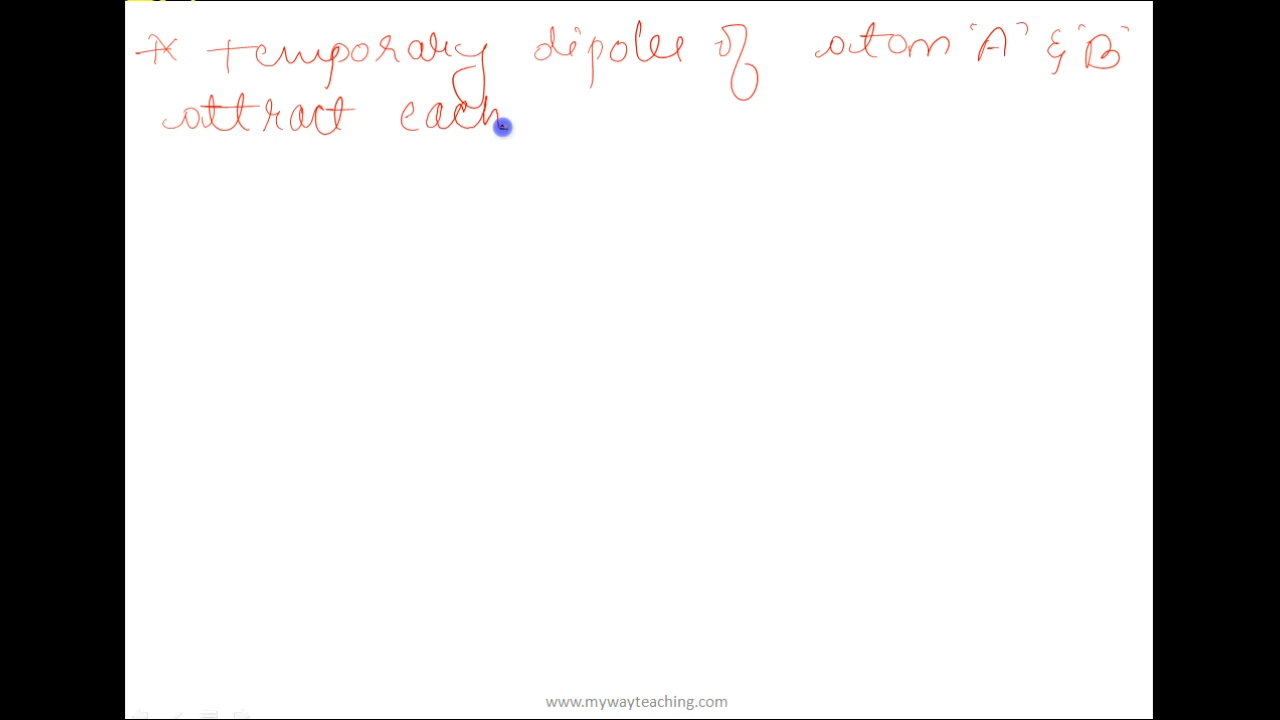 * temporary dipoles of atom 'A' & 'B'
attract each
www.mywayteaching.com